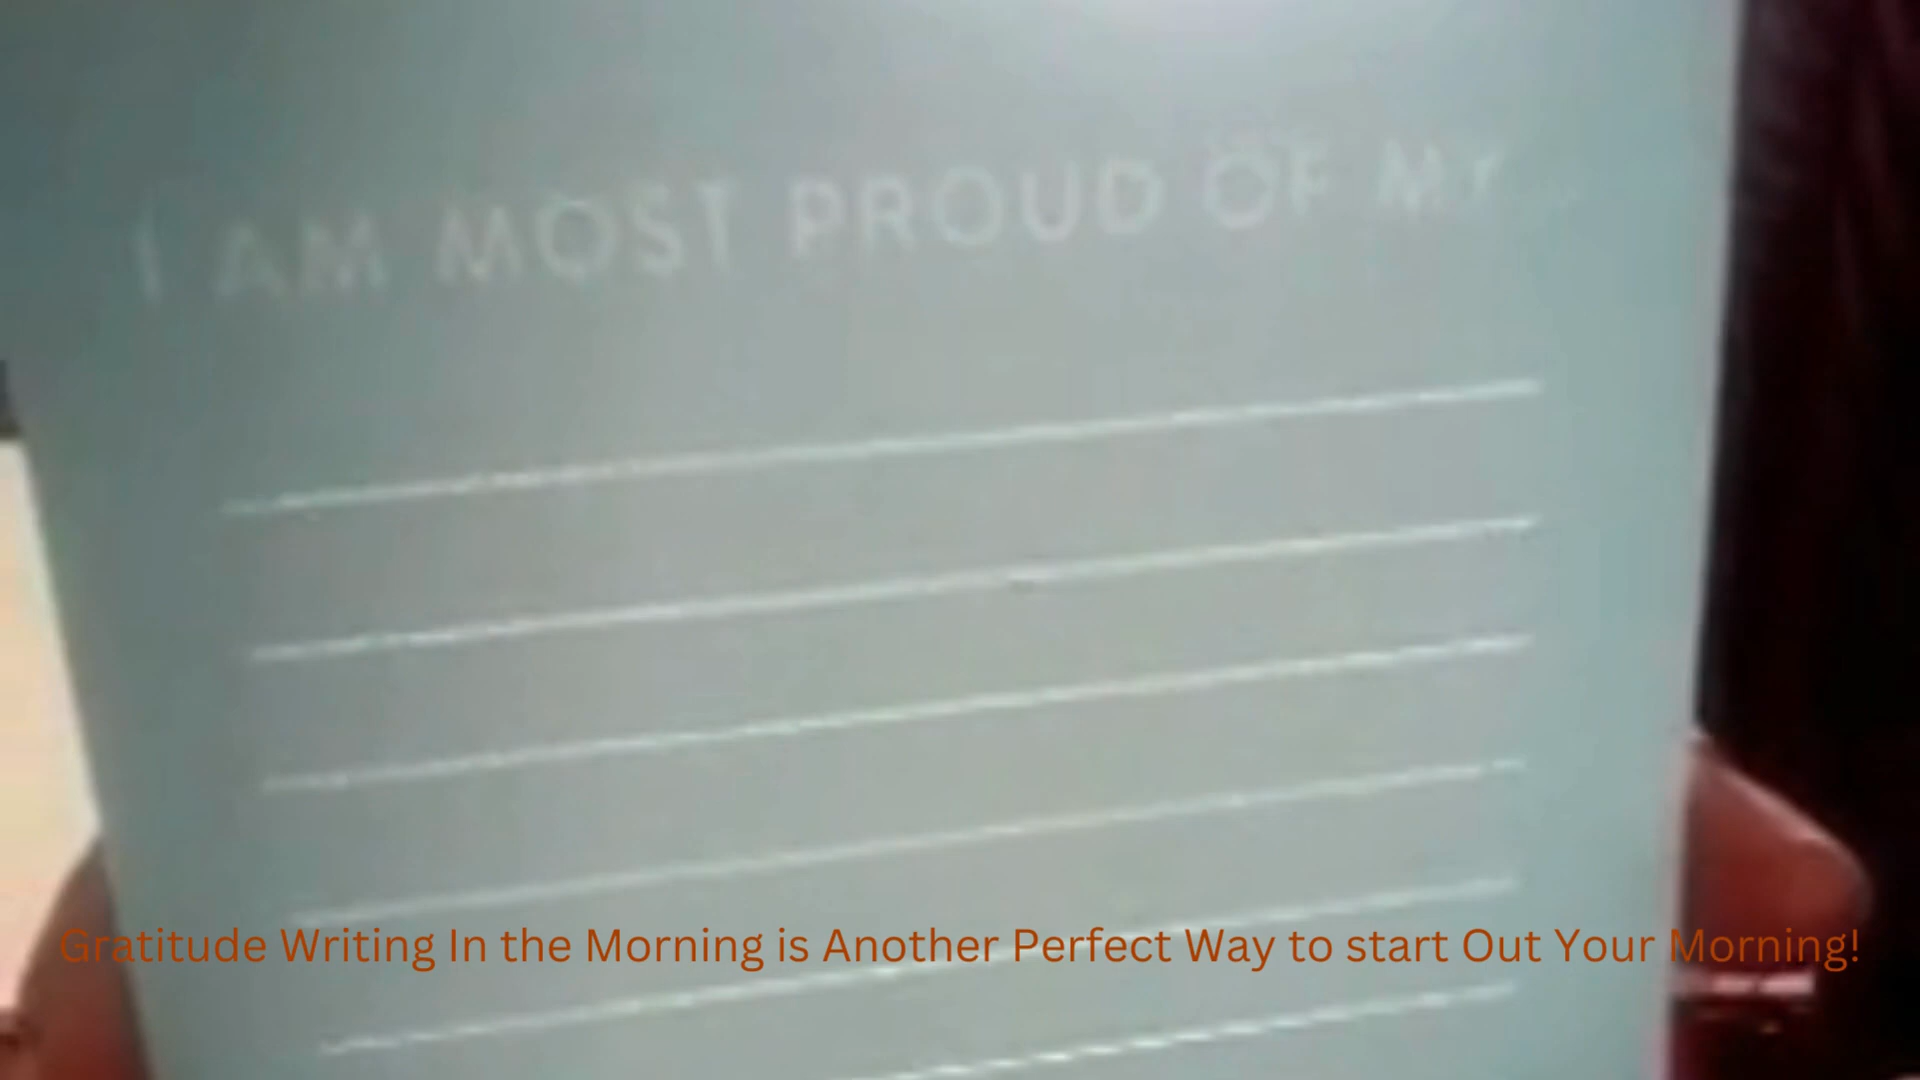 I AM MOST PROUD OF MY...
Gratitude Writing In the Morning is Another Perfect Way to start Out Your Morning!